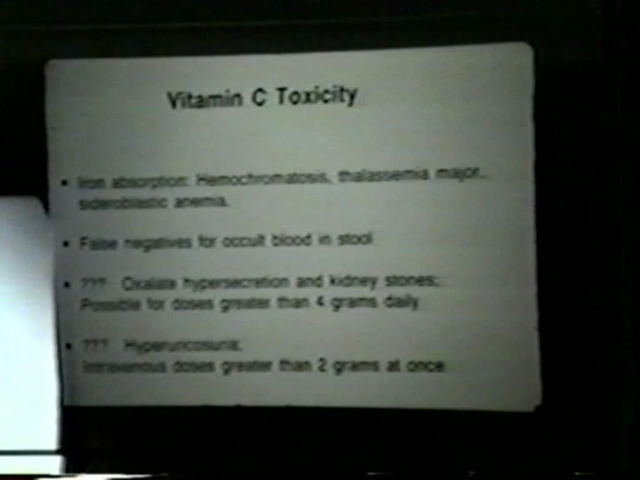 Vitamin C Toxicity
• Iron absorption: Hemochromatosis, thalassemia major,
sideroblastic anemia.
• False negatives for occult blood in stool
• ??? Oxalate hypersecretion and kidney stones;
Possible for doses greater than 4 grams daily
• ??? Hyperuricosuria;
Intravenous doses greater than 2 grams at once